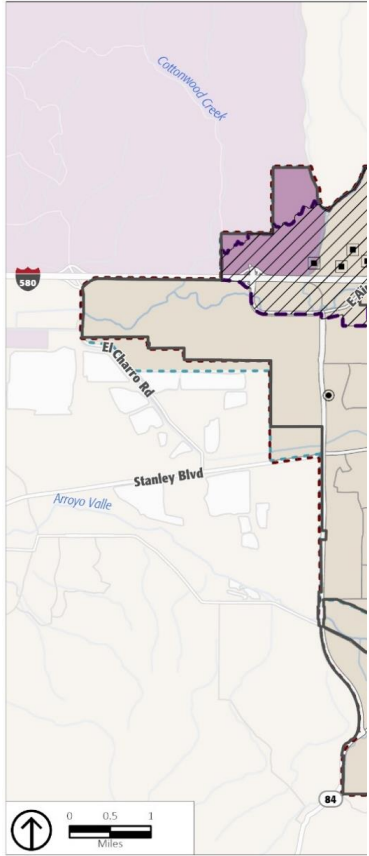 Cottonwood Creek
580
El Charro Rd
Stanley Blvd
Arroyo Valle
84
0 0.5 1
Miles